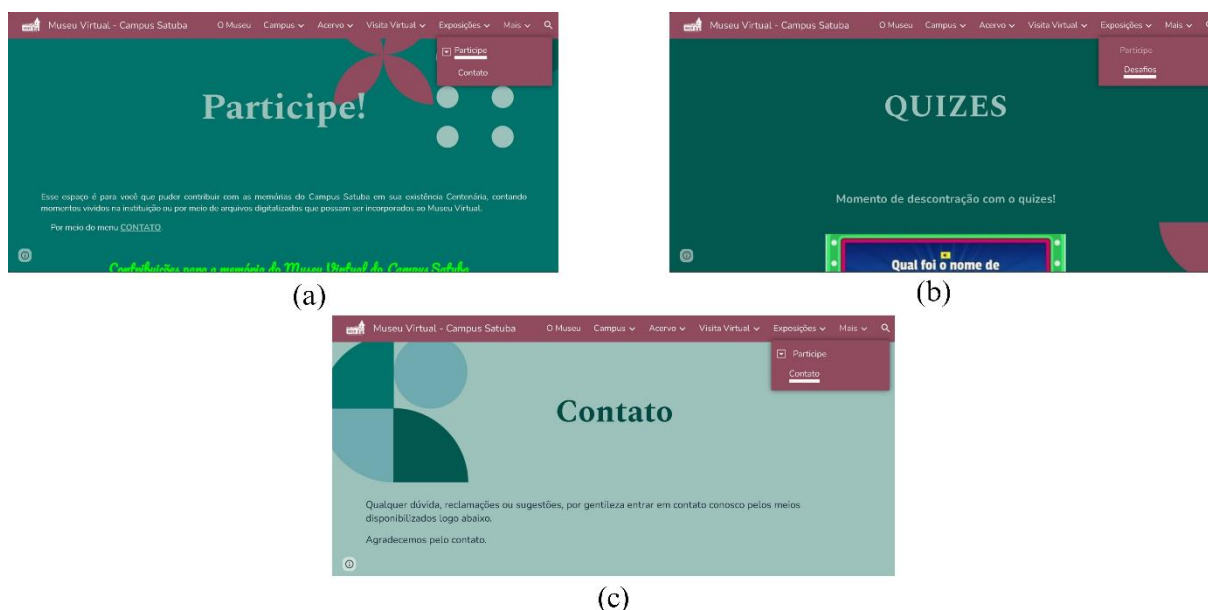 Museu Virtual - Campus Satuba O Museu Campus Acervo Visita Virtual Exposições Mais
Participe
Contato
Participe!
Esse espaço é para você que puder contribuir com as memórias do Campus Satuba em sua existência Centenária, contando
momentos vividos na instituição ou por meio de arquivos digitalizados que possam ser incorporados ao Museu Virtual.
Por meio do menu CONTATO
Contribuições para a memória do Museu Virtual do Campus Satuba
(a)
Museu Virtual - Campus Satuba O Museu Campus Acervo Visita Virtual Exposições Mais
Participe
Desafios
QUIZES
Momento de descontração com o quizes!
Qual foi o nome de
(b)
Museu Virtual - Campus Satuba O Museu Campus Acervo Visita Virtual Exposições Mais
Participe
Contato
Contato
Qualquer dúvida, reclamações ou sugestões, por gentileza entrar em contato conosco pelos meios
disponibilizados logo abaixo.
Agradecemos pelo contato.
(c)